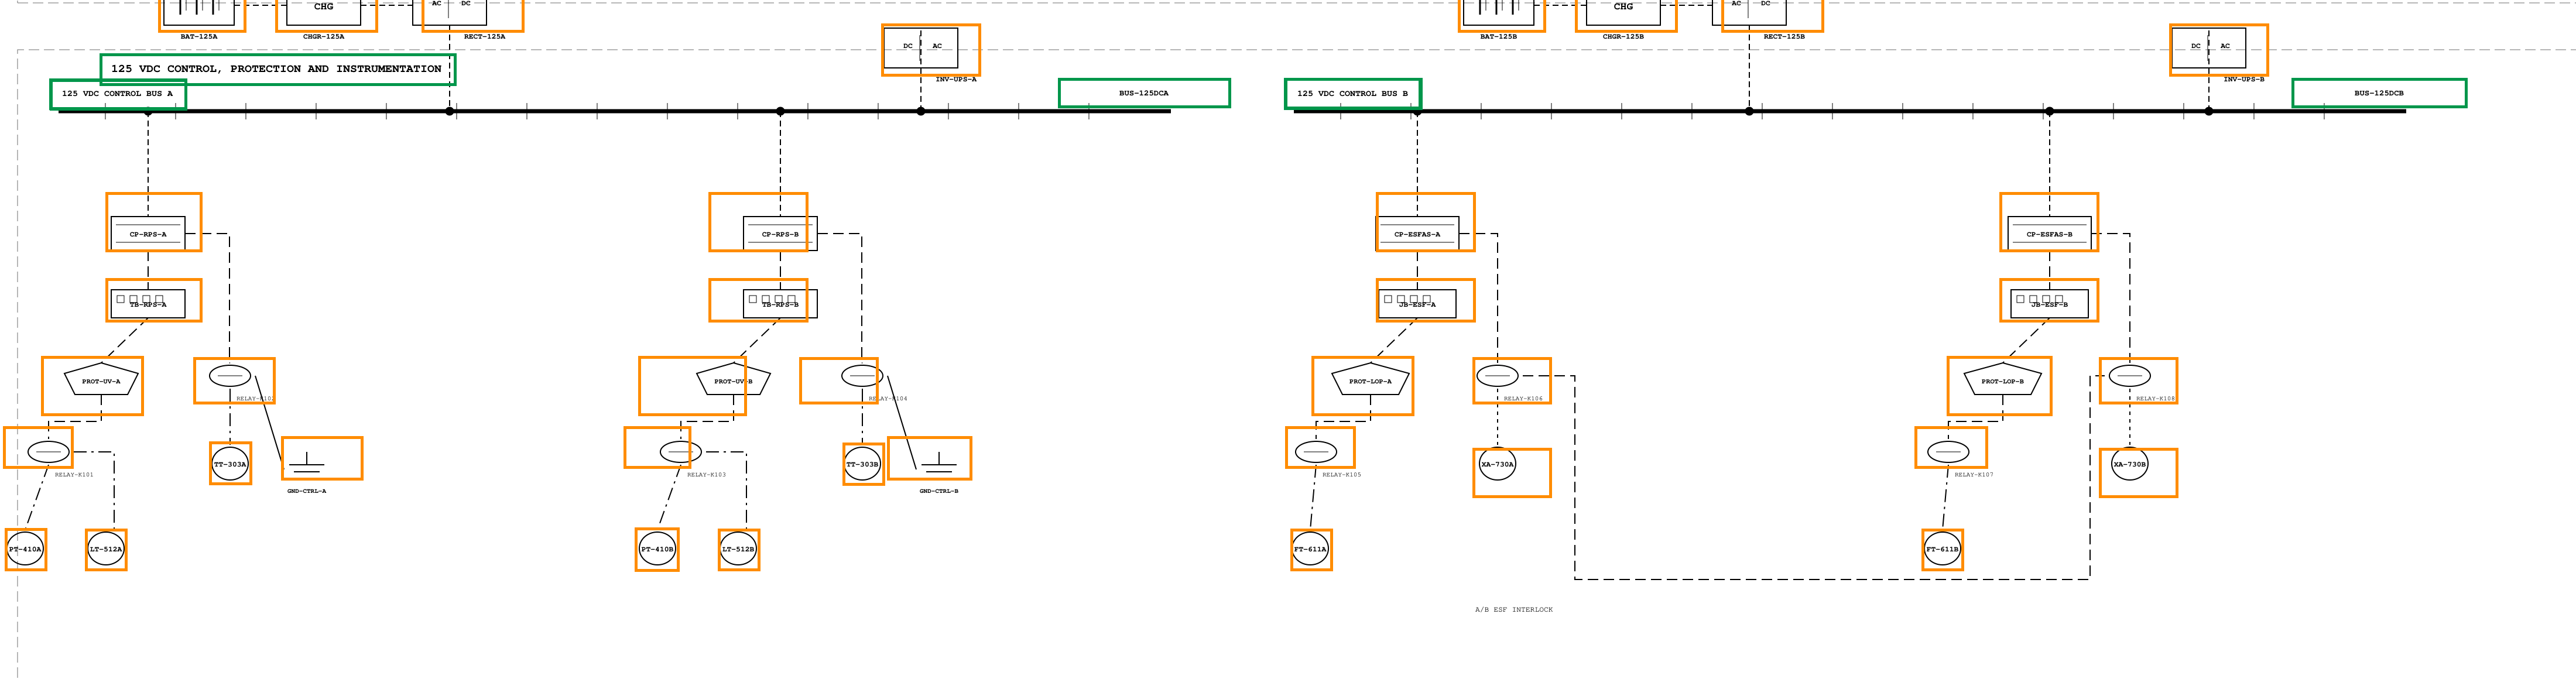 AC DC
CHG
BAT-125A CHGR-125A RECT-125A
AC DC
CHG
BAT-125B CHGR-125B RECT-125B
DC AC
INV-UPS-A
DC AC
INV-UPS-B
125 VDC CONTROL, PROTECTION AND INSTRUMENTATION
125 VDC CONTROL BUS A
BUS-125DCA
125 VDC CONTROL BUS B
BUS-125DCB
CP-RPS-A
CP-RPS-B
CP-ESFAS-A
CP-ESFAS-B
TB-RPS-A
TB-RPS-B
JB-ESF-A
JB-ESF-B
PROT-UV-A
PROT-UV-B
PROT-LOP-A
PROT-LOP-B
RELAY-K102
RELAY-K104
RELAY-K106
RELAY-K108
TT-303A
TT-303B
XA-730A
XA-730B
RELAY-K101
RELAY-K103
RELAY-K105
RELAY-K107
GND-CTRL-A
GND-CTRL-B
PT-410A
LT-512A
PT-410B
LT-512B
FT-611A
FT-611B
A/B ESF INTERLOCK